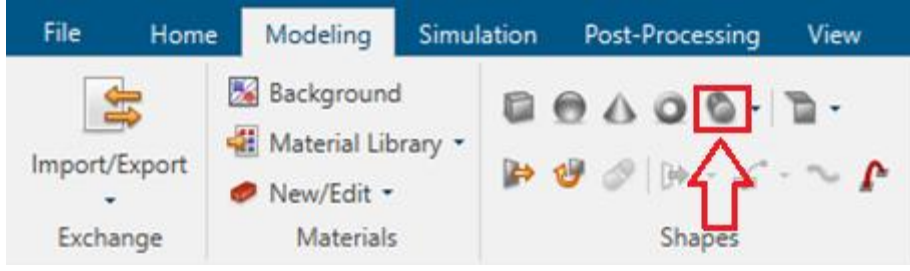 File Home Modeling Simulation Post-Processing View
Import/Export
Exchange
Background
Material Library
New/Edit
Materials
Shapes